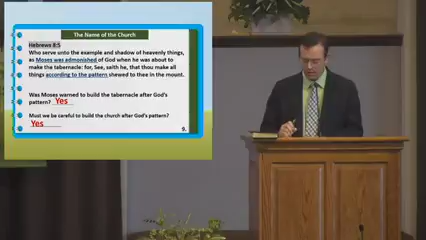 The Name of the Church
Hebrews 8:5
Who serve unto the example and shadow of heavenly things,
as Moses was admonished of God when he was about to
make the tabernacle: for, See, saith he, that thou make all
things according to the pattern shewed to thee in the mount.
Was Moses warned to build the tabernacle after God's
pattern? Yes
Must we be careful to build the church after God's pattern?
Yes
9.